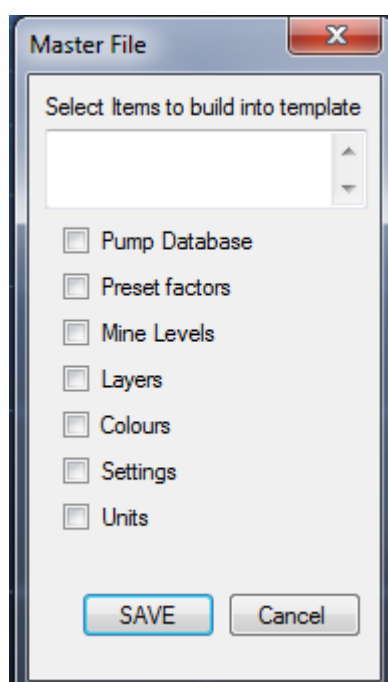 Master File
Select Items to build into template
Pump Database
Preset factors
Mine Levels
Layers
Colours
Settings
Units
SAVE Cancel